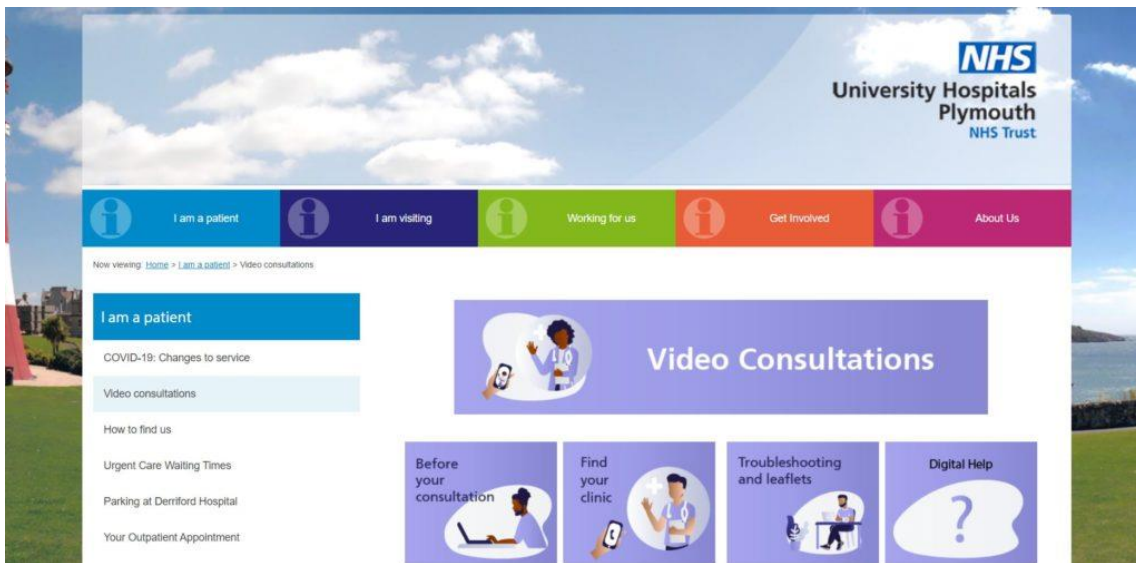 NHS
University Hospitals
Plymouth
NHS Trust
I am a patient
I am visiting
Working for us
Get Involved
About Us
Now viewing: Home > I am a patient > Video consultations
I am a patient
COVID-19: Changes to service
Video consultations
How to find us
Urgent Care Waiting Times
Parking at Derriford Hospital
Your Outpatient Appointment
Video Consultations
Before
your
consultation
Find
your
clinic
Troubleshooting
and leaflets
Digital Help
?